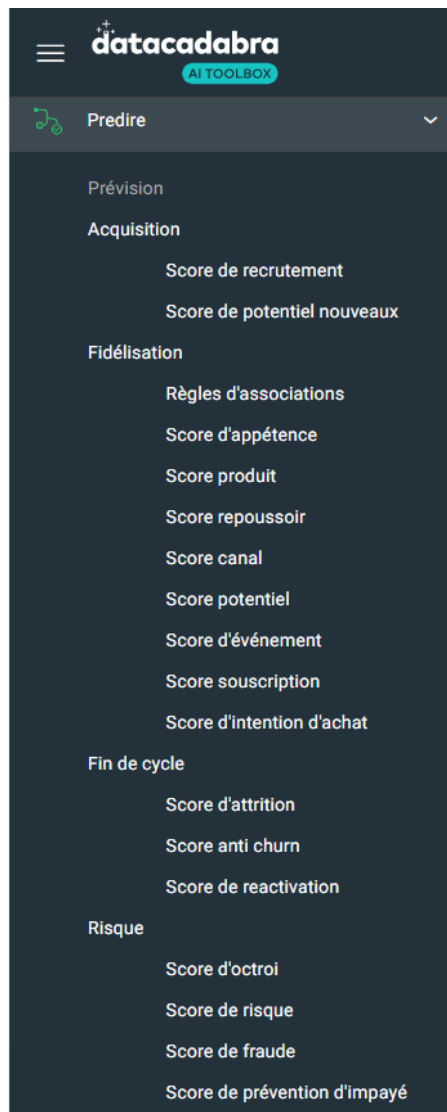 datacadabra
AI TOOLBOX
Predire
Prévision
Acquisition
Score de recrutement
Score de potentiel nouveaux
Fidélisation
Règles d'associations
Score d'appétence
Score produit
Score repoussoir
Score canal
Score potentiel
Score d'événement
Score souscription
Score d'intention d'achat
Fin de cycle
Score d'attrition
Score anti churn
Score de reactivation
Risque
Score d'octroi
Score de risque
Score de fraude
Score de prévention d'impayé